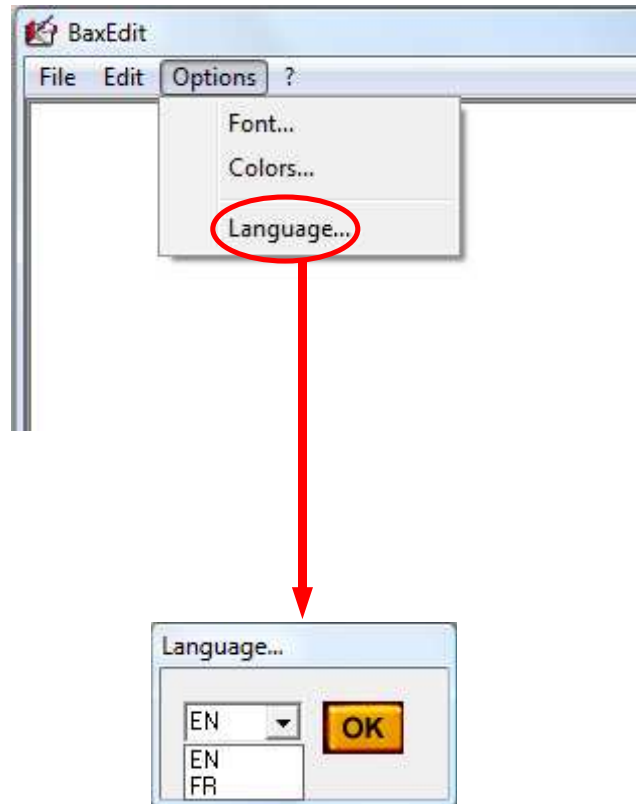 BaxEdit
File Edit Options ?
Font...
Colors...
Language...
Language...
EN OK
EN
FR